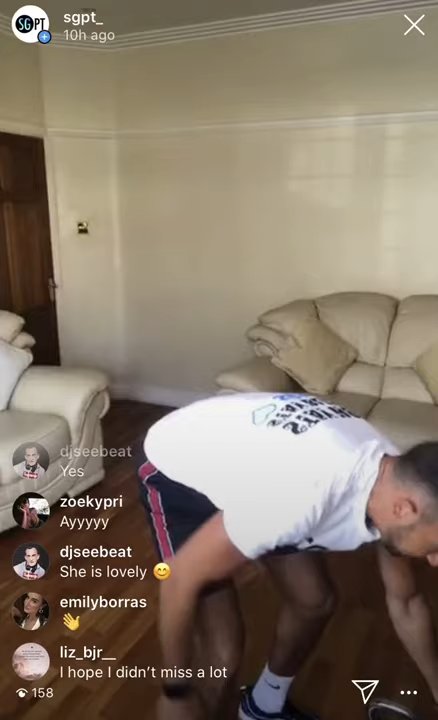 SGPT
sgpt_
10h ago
djseebeat
Yes
zoekypri
Ayyyyy
djseebeat
She is lovely 😊
emilyborras
👋
liz_bjr__
I hope I didn’t miss a lot
158